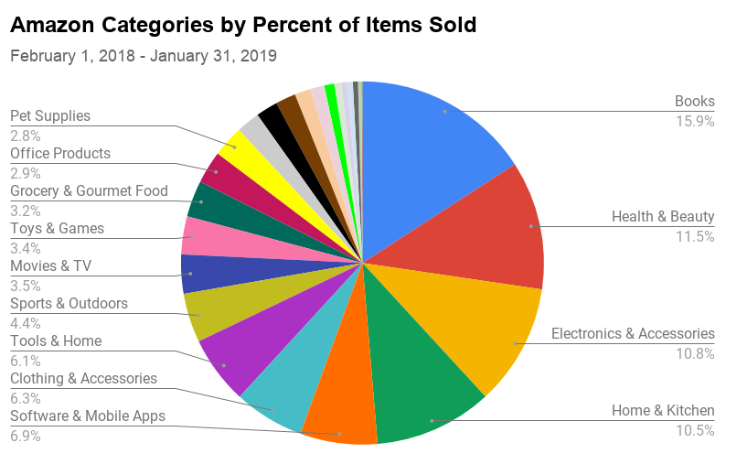 Amazon Categories by Percent of Items Sold
February 1, 2018 - January 31, 2019
Pet Supplies
2.8%
Office Products
2.9%
Grocery & Gourmet Food
3.2%
Toys & Games
3.4%
Movies & TV
3.5%
Sports & Outdoors
4.4%
Tools & Home
6.1%
Clothing & Accessories
6.3%
Software & Mobile Apps
6.9%
Books
15.9%
Health & Beauty
11.5%
Electronics & Accessories
10.8%
Home & Kitchen
10.5%